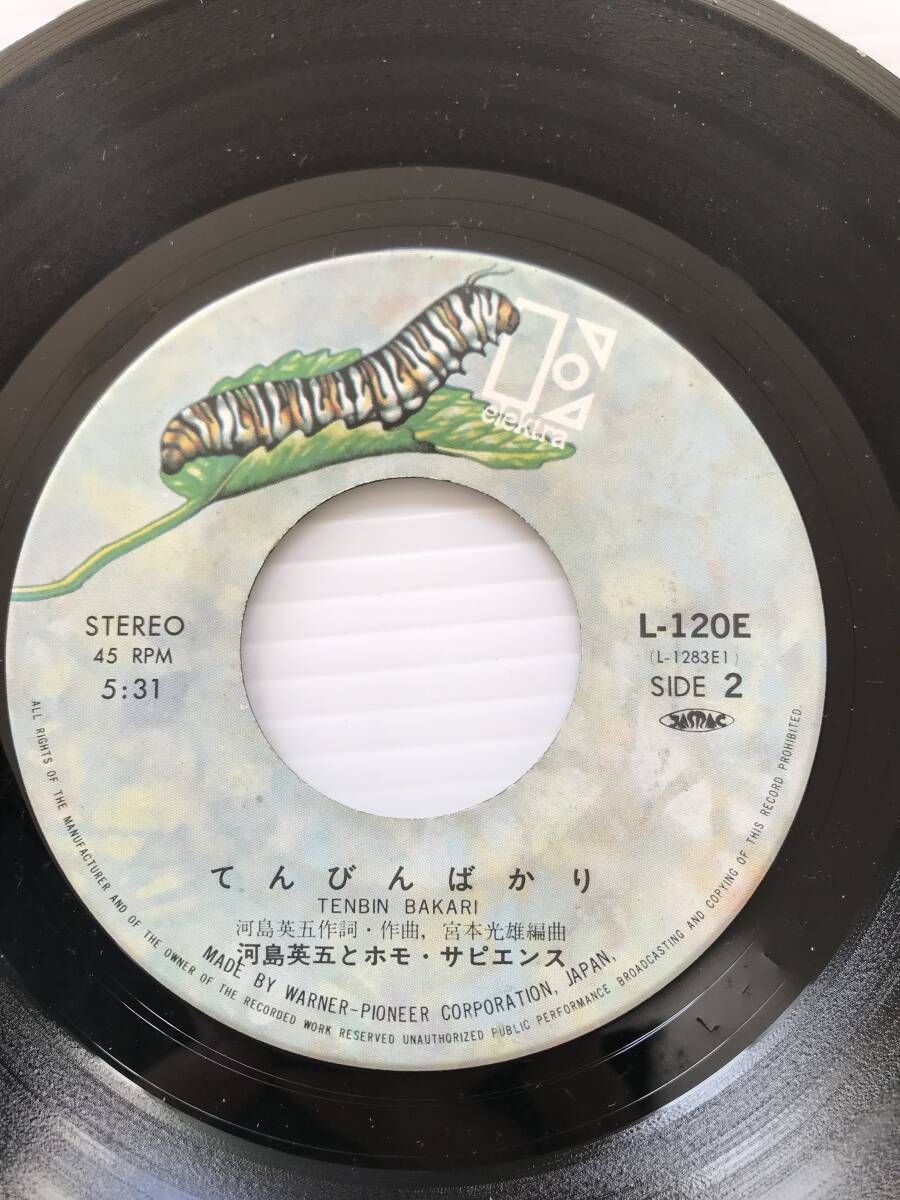 elektra
STEREO
45 RPM
5:31
L-120E
(L-1283E1)
SIDE 2
JASRAC
てんびんばかり
TENBIN BAKARI
河島英五作詞・作曲, 宮本光雄編曲
河島英五とホモ・サピエンス
MADE BY WARNER-PIONEER CORPORATION, JAPAN,
ALL RIGHTS OF THE MANUFACTURER AND OF THE OWNER OF THE RECORDED WORK RESERVED UNAUTHORIZED PUBLIC PERFORMANCE BROADCASTING AND COPYING OF THIS RECORD PROHIBITED.